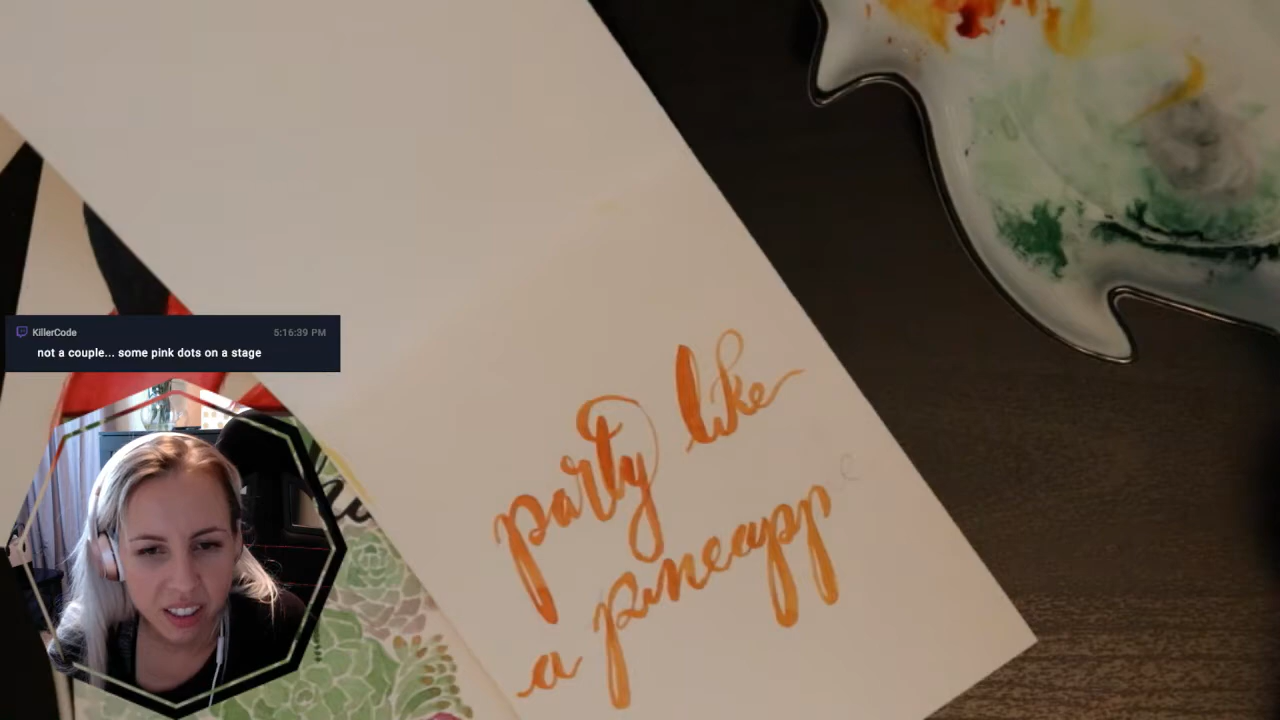 KillerCode
5:16:39 PM
not a couple... some pink dots on a stage
party like
a pineapp